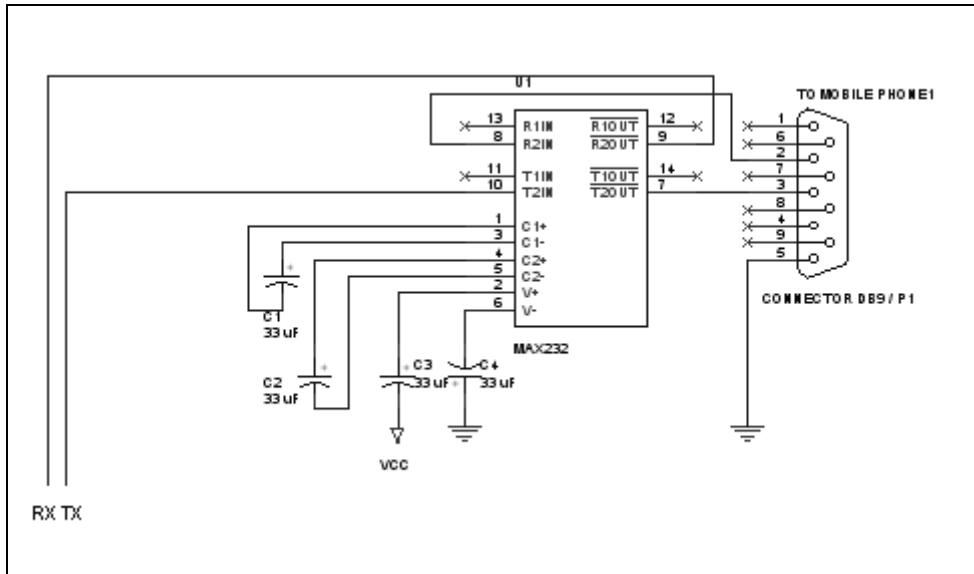 U1
TO MOBILE PHONE1
13 R1IN R1OUT 12
8 R2IN R2OUT 9
11 T1IN T1OUT 14
10 T2IN T2OUT 7
1 C1+
3 C1-
4 C2+
5 C2-
2 V+
6 V-
1
6
2
7
3
8
4
9
5
CONNECTOR DB9 / P1
MAX232
+
C1
33 uF
+
C2
33 uF
+ C3
33 uF
C4
+ 33 uF
VCC
RX TX